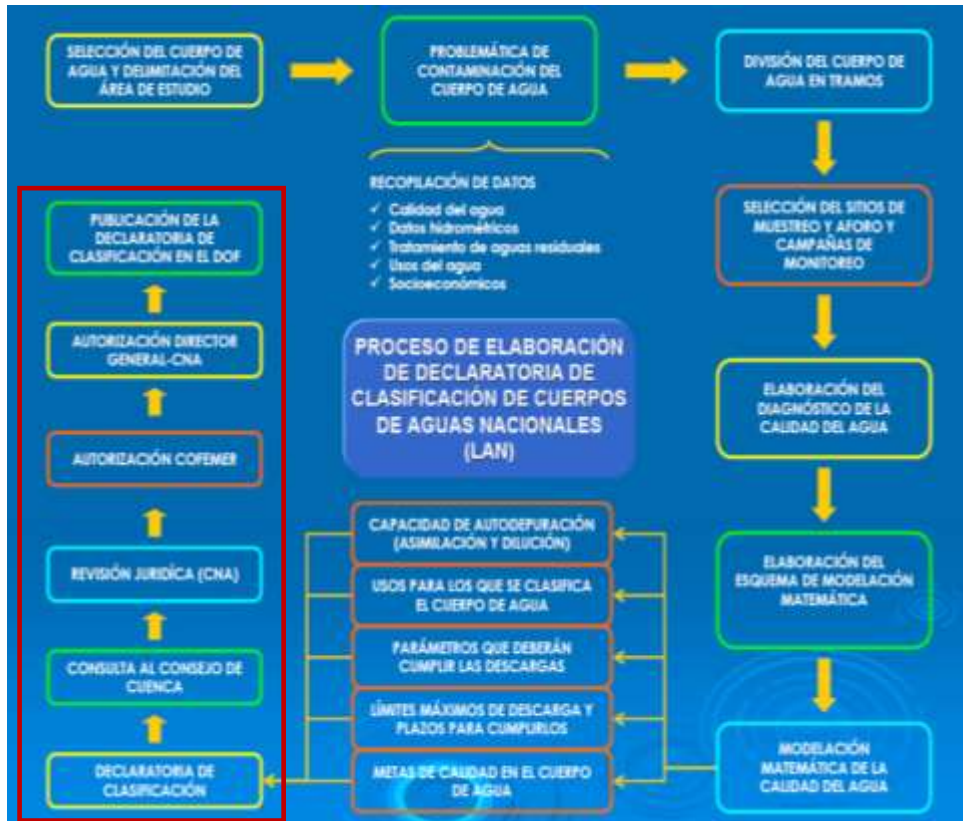 SELECCIÓN DEL CUERPO DE
AGUA Y DELIMITACIÓN DEL
ÁREA DE ESTUDIO
PROBLEMÁTICA DE
CONTAMINACIÓN DEL
CUERPO DE AGUA
DIVISIÓN DEL CUERPO DE
AGUA EN TRAMOS
RECOPILACIÓN DE DATOS
✓ Calidad del agua
✓ Datos hidrométricos
✓ Tratamiento de aguas residuales
✓ Usos del agua
✓ Socioeconómicos
SELECCIÓN DEL SITIOS DE
MUESTREO Y AFORO Y
CAMPAÑAS DE
MONITOREO
ELABORACIÓN DEL
DIAGNÓSTICO DE LA
CALIDAD DEL AGUA
ELABORACIÓN DEL
ESQUEMA DE MODELACIÓN
MATEMÁTICA
MODELACIÓN
MATEMÁTICA DE LA
CALIDAD DEL AGUA
PROCESO DE ELABORACIÓN
DE DECLARATORIA DE
CLASIFICACIÓN DE CUERPOS
DE AGUAS NACIONALES
(LAN)
CAPACIDAD DE AUTODEPURACIÓN
(ASIMILACIÓN Y DILUCIÓN)
USOS PARA LOS QUE SE CLASIFICA
EL CUERPO DE AGUA
PARÁMETROS QUE DEBERÁN
CUMPLIR LAS DESCARGAS
LÍMITES MÁXIMOS DE DESCARGA Y
PLAZOS PARA CUMPLIRLOS
METAS DE CALIDAD EN EL CUERPO
DE AGUA
PUBLICACIÓN DE LA
DECLARATORIA DE
CLASIFICACIÓN EN EL DOF
AUTORIZACIÓN DIRECTOR
GENERAL-CNA
AUTORIZACIÓN COFEMER
REVISIÓN JURIDÍCA (CNA)
CONSULTA AL CONSEJO DE
CUENCA
DECLARATORIA DE
CLASIFICACIÓN